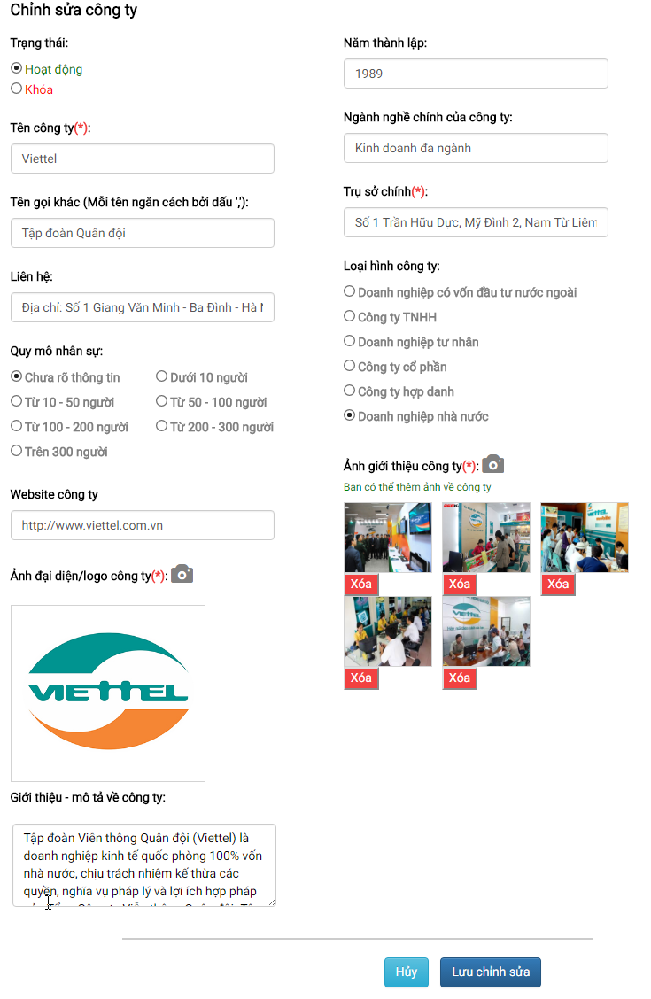 Chỉnh sửa công ty
Trạng thái:
Hoạt động
Khóa
Tên công ty(*):
Viettel
Tên gọi khác (Mỗi tên ngăn cách bởi dấu ','):
Tập đoàn Quân đội
Liên hệ:
Địa chỉ: Số 1 Giang Văn Minh - Ba Đình - Hà
Quy mô nhân sự:
Chưa rõ thông tin
Dưới 10 người
Từ 10 - 50 người
Từ 50 - 100 người
Từ 100 - 200 người
Từ 200 - 300 người
Trên 300 người
Website công ty
http://www.viettel.com.vn
Ảnh đại diện/logo công ty(*):
VIETTEL
Giới thiệu - mô tả về công ty:
Tập đoàn Viễn thông Quân đội (Viettel) là
doanh nghiệp kinh tế quốc phòng 100% vốn
nhà nước, chịu trách nhiệm kế thừa các
quyền, nghĩa vụ pháp lý và lợi ích hợp pháp
Năm thành lập:
1989
Ngành nghề chính của công ty:
Kinh doanh đa ngành
Trụ sở chính(*):
Số 1 Trần Hữu Dực, Mỹ Đình 2, Nam Từ Liêm
Loại hình công ty:
Doanh nghiệp có vốn đầu tư nước ngoài
Công ty TNHH
Doanh nghiệp tư nhân
Công ty cổ phần
Công ty hợp danh
Doanh nghiệp nhà nước
Ảnh giới thiệu công ty(*):
Bạn có thể thêm ảnh về công ty
VIETTEL
Xóa
Xóa
Xóa
VIETTEL
Xóa
Xóa
Hủy
Lưu chỉnh sửa